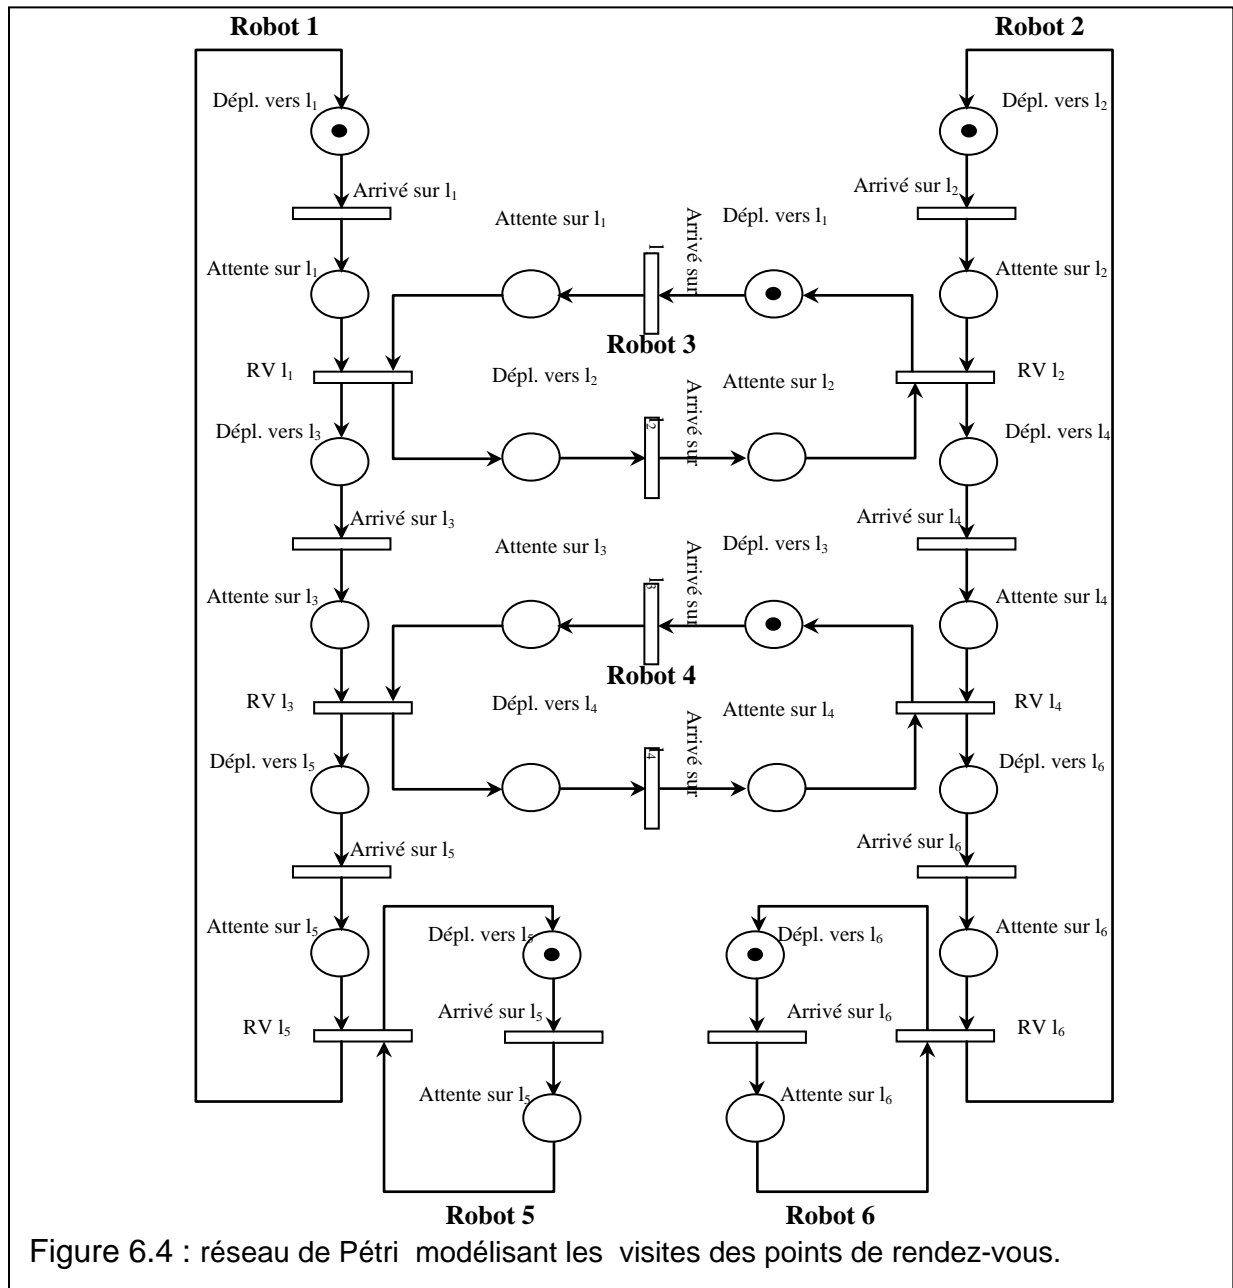 Robot 1
Robot 2
Dépl. vers l1
Dépl. vers l2
Arrivé sur l1
Arrivé sur l2
Attente sur l1
Arrivé sur l1
Dépl. vers l1
Attente sur l1
Attente sur l2
Robot 3
RV l1
Dépl. vers l2
Arrivé sur l2
Attente sur l2
RV l2
Dépl. vers l3
Dépl. vers l4
Arrivé sur l3
Arrivé sur l4
Attente sur l3
Arrivé sur l3
Dépl. vers l3
Attente sur l3
Attente sur l4
Robot 4
RV l3
Dépl. vers l4
Arrivé sur l4
Attente sur l4
RV l4
Dépl. vers l5
Dépl. vers l6
Arrivé sur l5
Arrivé sur l6
Attente sur l5
Dépl. vers l5
Dépl. vers l6
Attente sur l6
RV l5
Arrivé sur l5
Arrivé sur l6
RV l6
Attente sur l5
Attente sur l6
Robot 5
Robot 6
Figure 6.4 : réseau de Pétri modélisant les visites des points de rendez-vous.